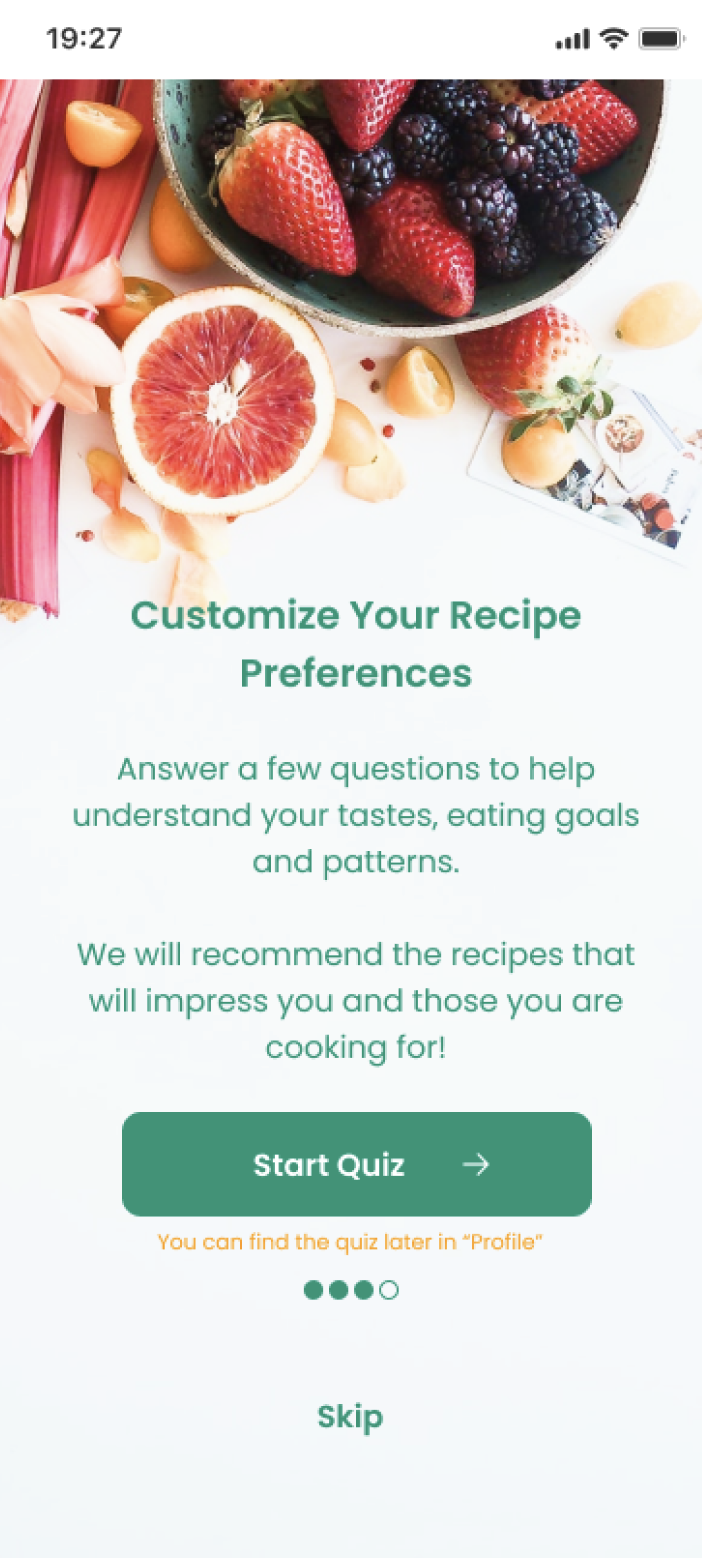 19:27
Customize Your Recipe
Preferences
Answer a few questions to help
understand your tastes, eating goals
and patterns.
We will recommend the recipes that
will impress you and those you are
cooking for!
Start Quiz →
You can find the quiz later in “Profile”
Skip